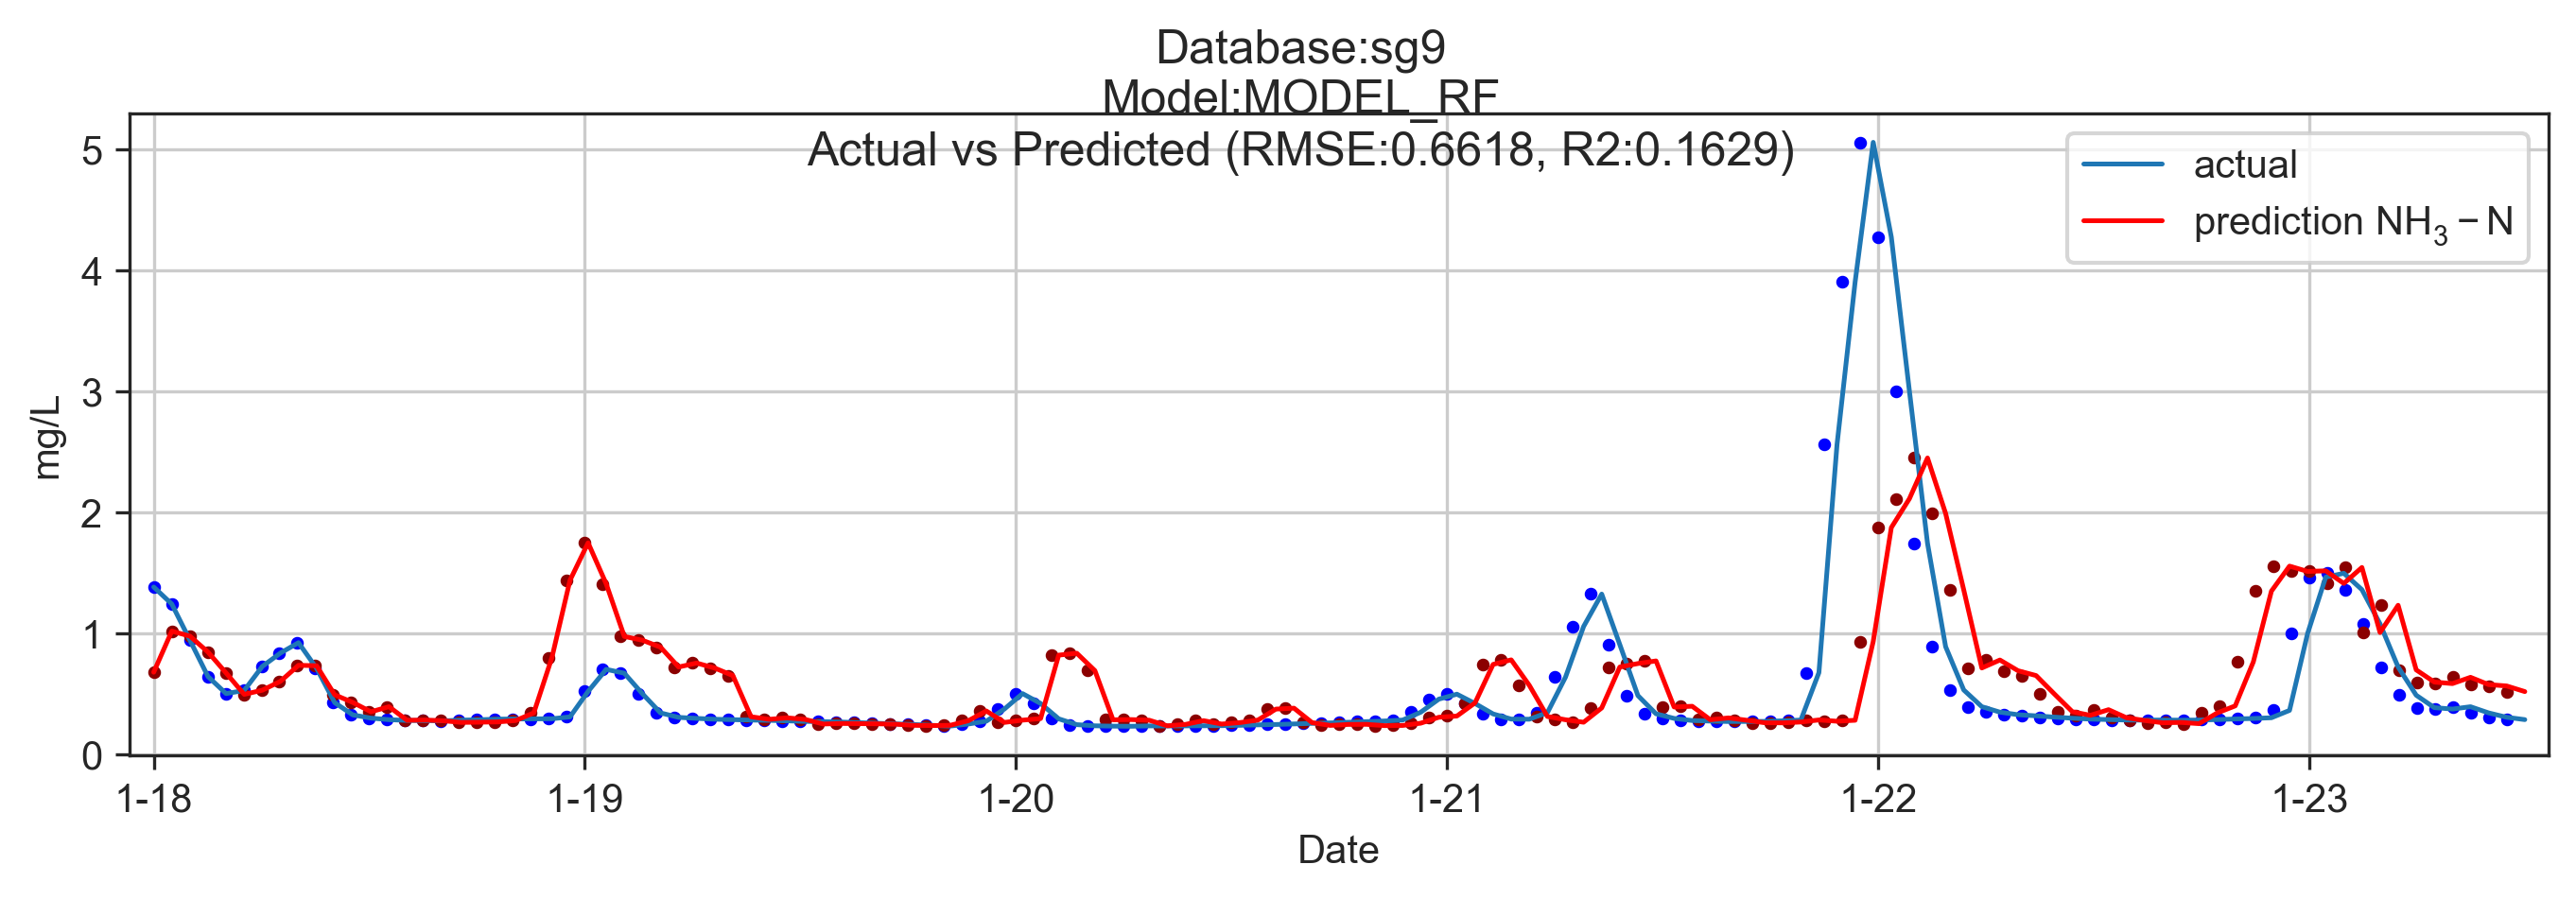 Database:sg9
Model:MODEL_RF
Actual vs Predicted (RMSE:0.6618, R2:0.1629)
actual
prediction NH₃ − N
mg/L
5
4
3
2
1
0
1-18 1-19 1-20 1-21 1-22 1-23
Date